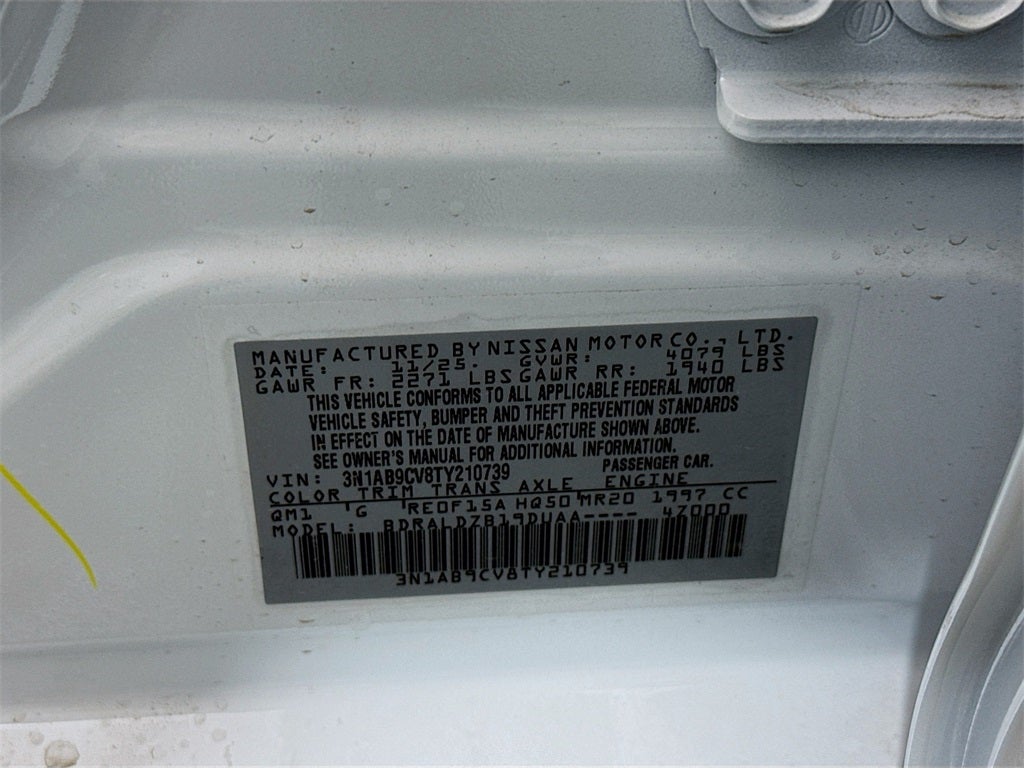 MANUFACTURED BY NISSAN MOTOR CO., LTD.
DATE: 11/25. GVWR: 4079 LBS
GAWR FR: 2271 LBS GAWR RR: 1940 LBS
THIS VEHICLE CONFORMS TO ALL APPLICABLE FEDERAL MOTOR
VEHICLE SAFETY, BUMPER AND THEFT PREVENTION STANDARDS
IN EFFECT ON THE DATE OF MANUFACTURE SHOWN ABOVE.
SEE OWNER'S MANUAL FOR ADDITIONAL INFORMATION.
VIN: 3N1AB9CV8TY210739 PASSENGER CAR.
COLOR TRIM TRANS AXLE ENGINE
QM1 'G 'RE0F15A HQ50 'MR20 1997 CC
MODEL: BDRALDZB19DUAA---- 4Z000
3N1AB9CV8TY210739